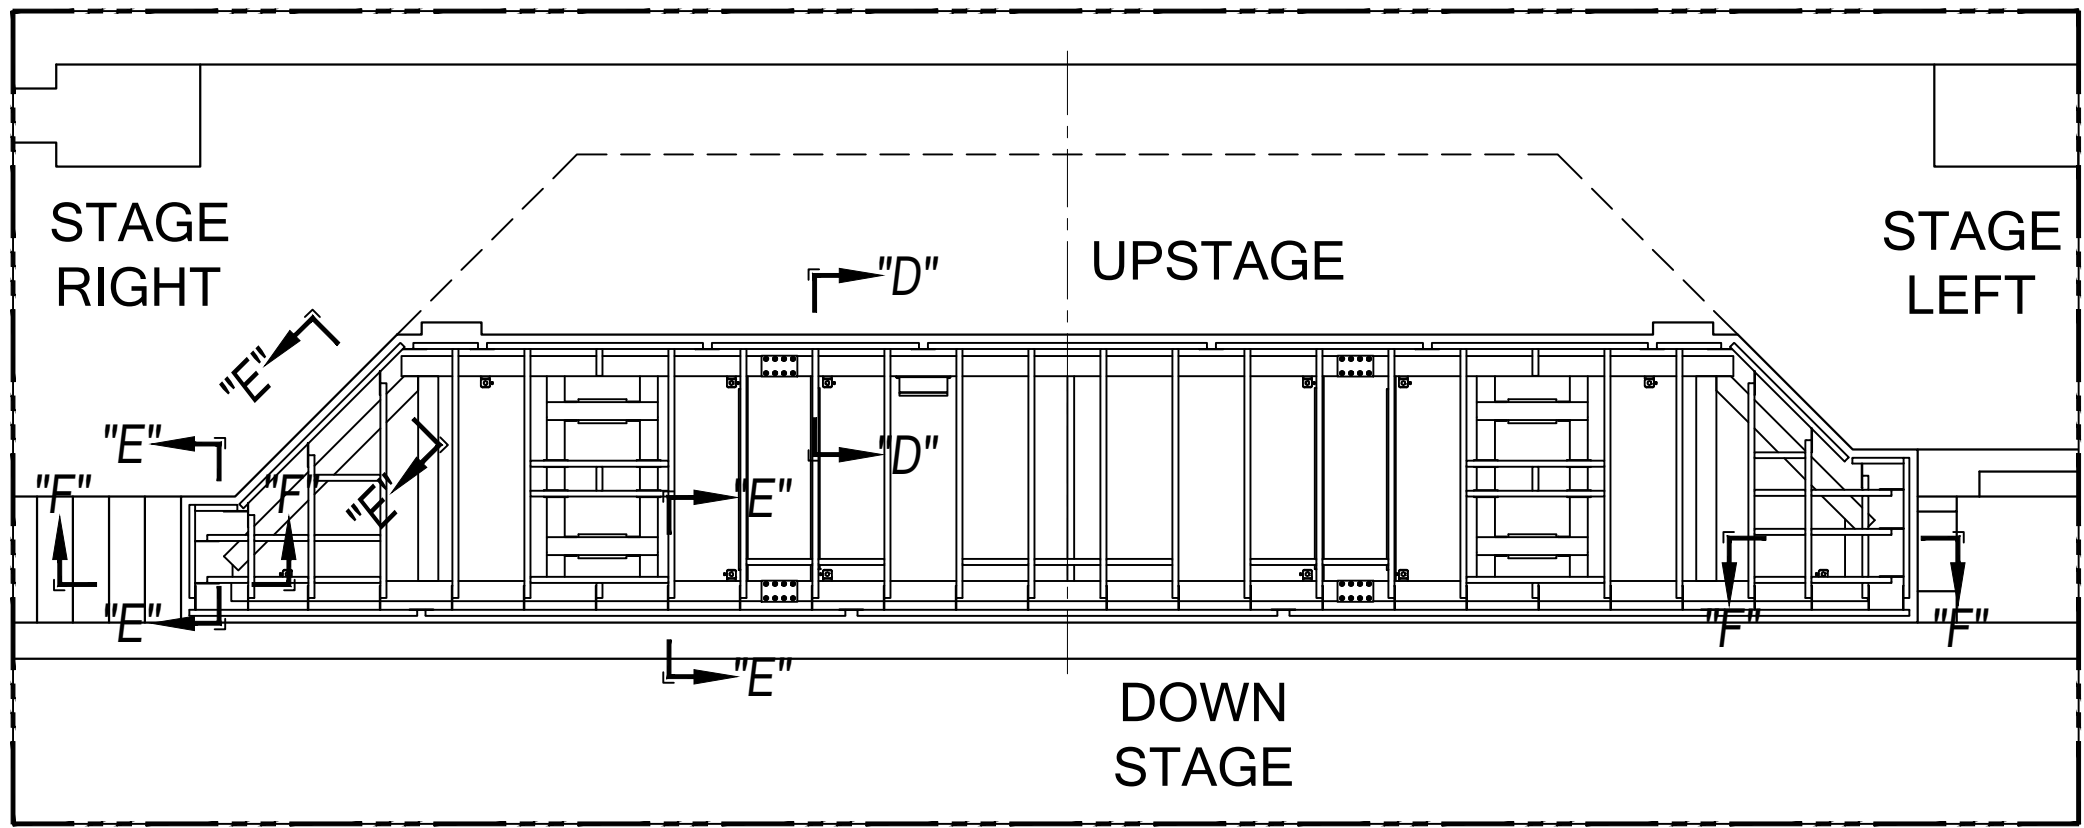 STAGE
RIGHT
UPSTAGE
STAGE
LEFT
"D"
"E"
"E"
"D"
"F"
"F"
"E"
"E"
"E"
"F"
"F"
"E"
DOWN
STAGE